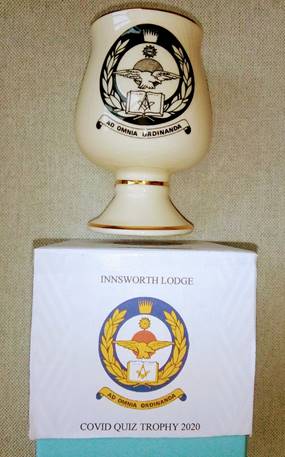 AD OMNIA ORDINANDA
INNSWORTH LODGE
AD OMNIA ORDINANDA
COVID QUIZ TROPHY 2020